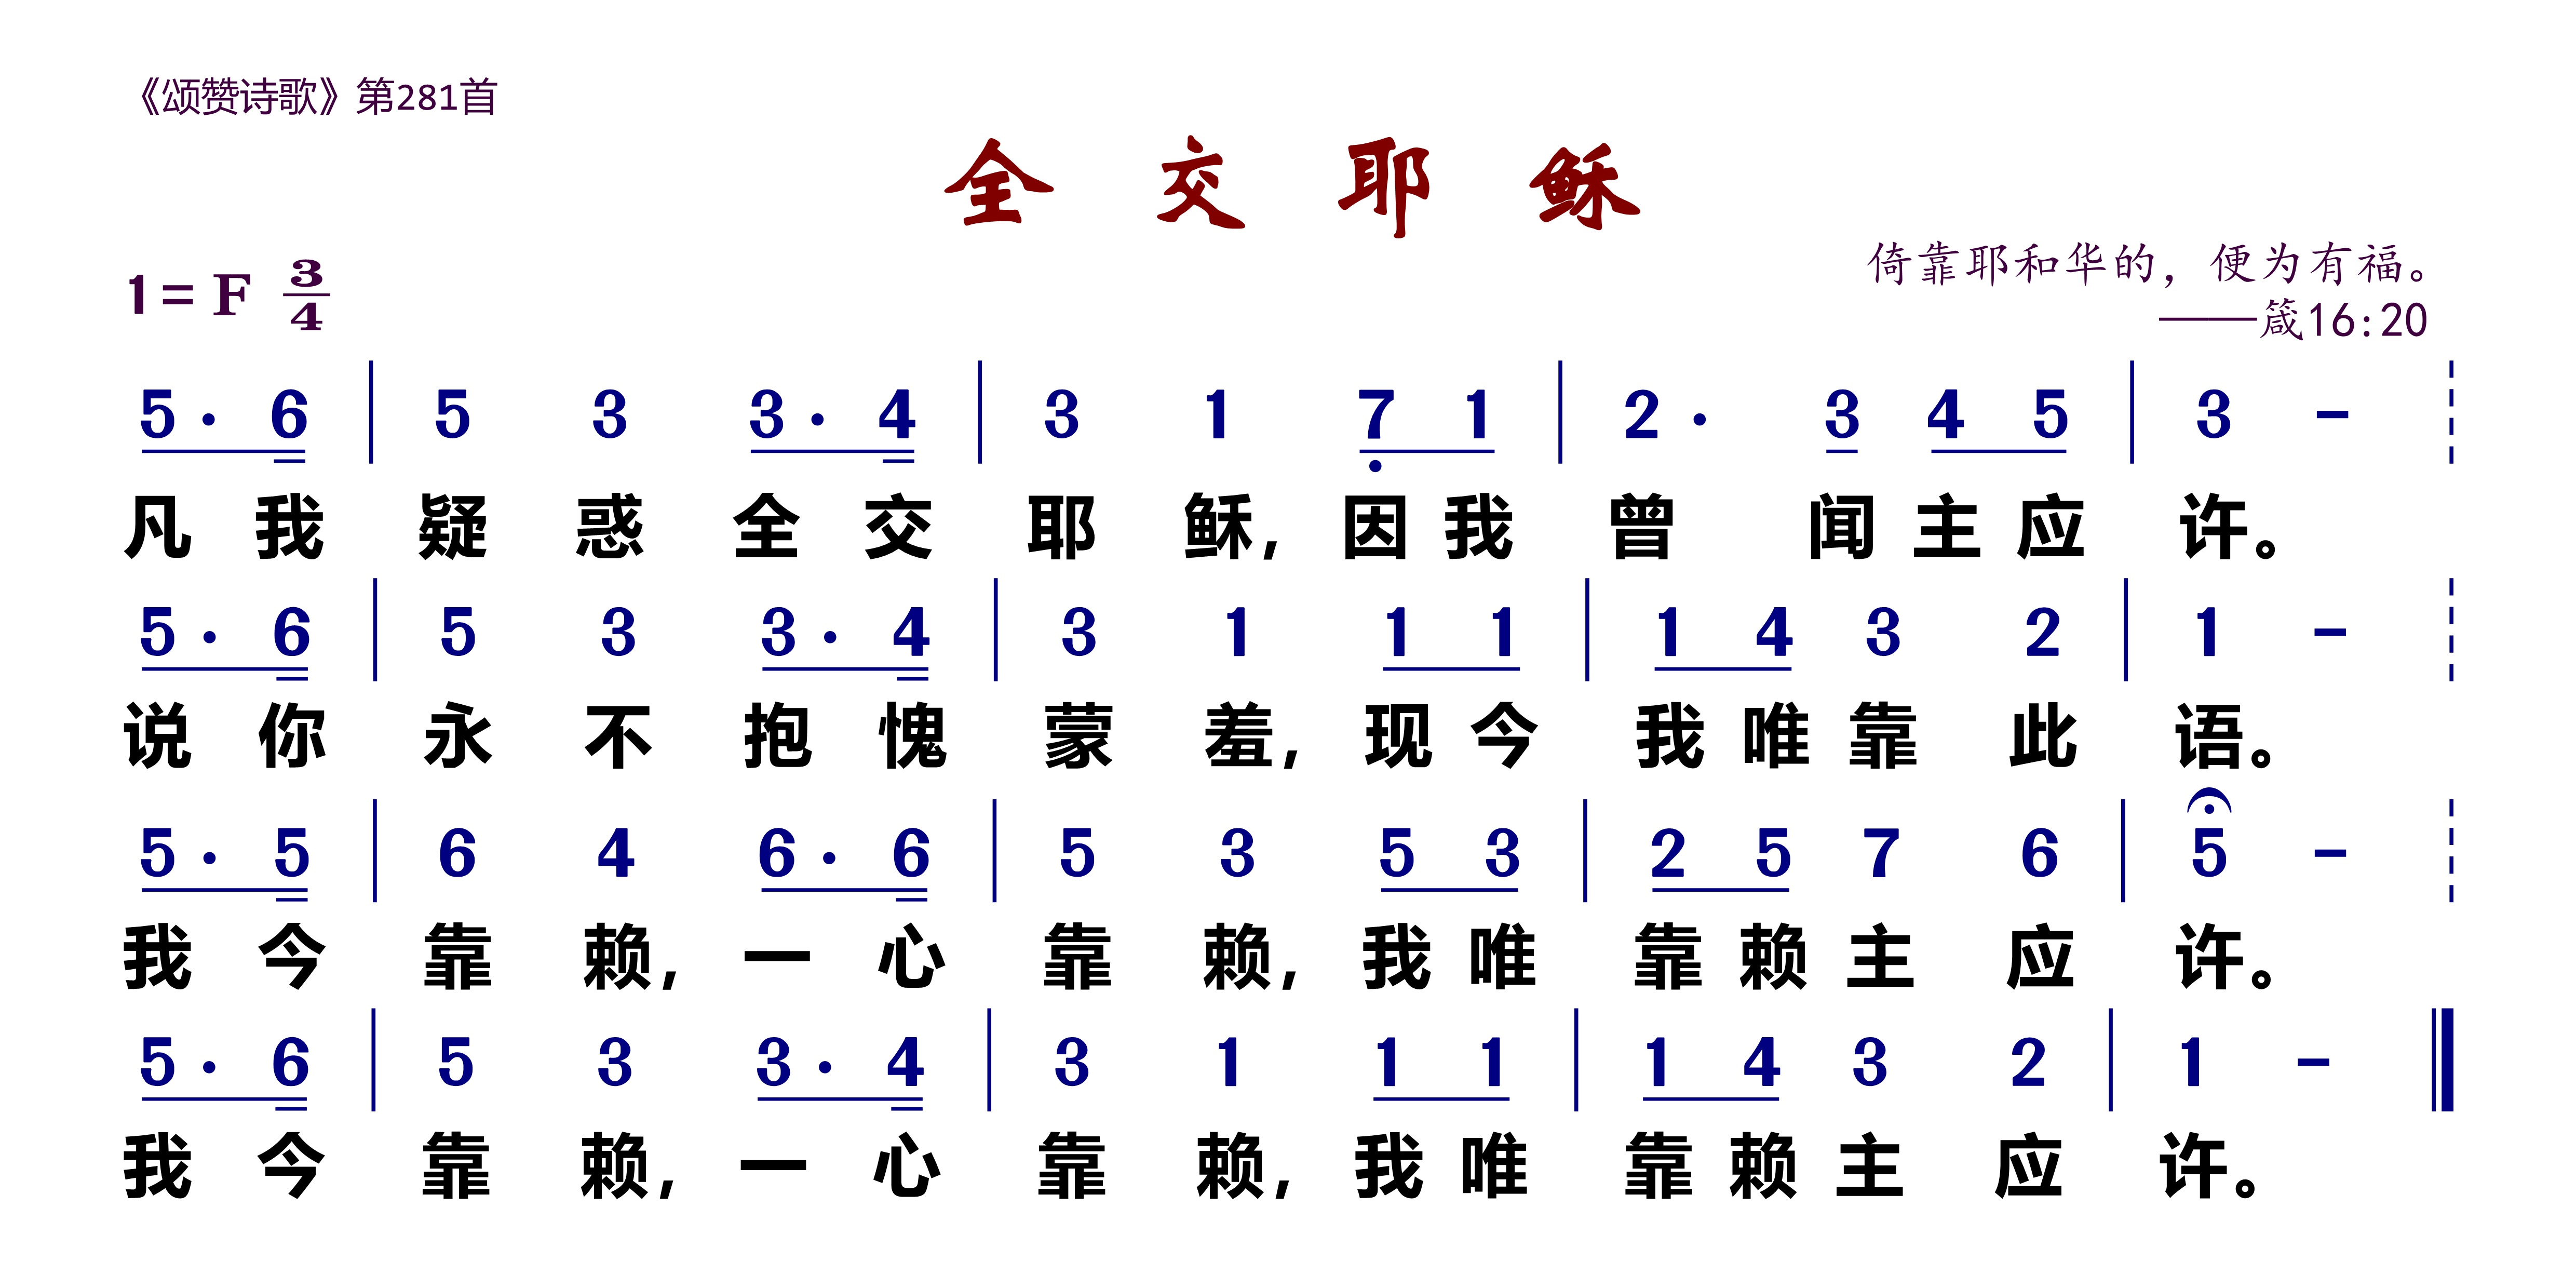 《颂赞诗歌》第281首
全 交 耶 稣
倚靠耶和华的，便为有福。
1= F 3/4
——箴16:20
5 · 6 | 5 3 3 · 4 | 3 1 7 1 | 2 · 3 4 5 | 3 –
凡 我 疑 惑 全 交 耶 稣, 因 我 曾 闻 主 应 许。
5 · 6 | 5 3 3 · 4 | 3 1 1 1 | 1 4 3 2 | 1 –
说 你 永 不 抱 愧 蒙 羞, 现 今 我 唯 靠 此 语。
5 · 5 | 6 4 6 · 6 | 5 3 5 3 | 2 5 7 6 | 5 –
我 今 靠 赖, 一 心 靠 赖, 我 唯 靠 赖 主 应 许。
5 · 6 | 5 3 3 · 4 | 3 1 1 1 | 1 4 3 2 | 1 –
我 今 靠 赖, 一 心 靠 赖, 我 唯 靠 赖 主 应 许。